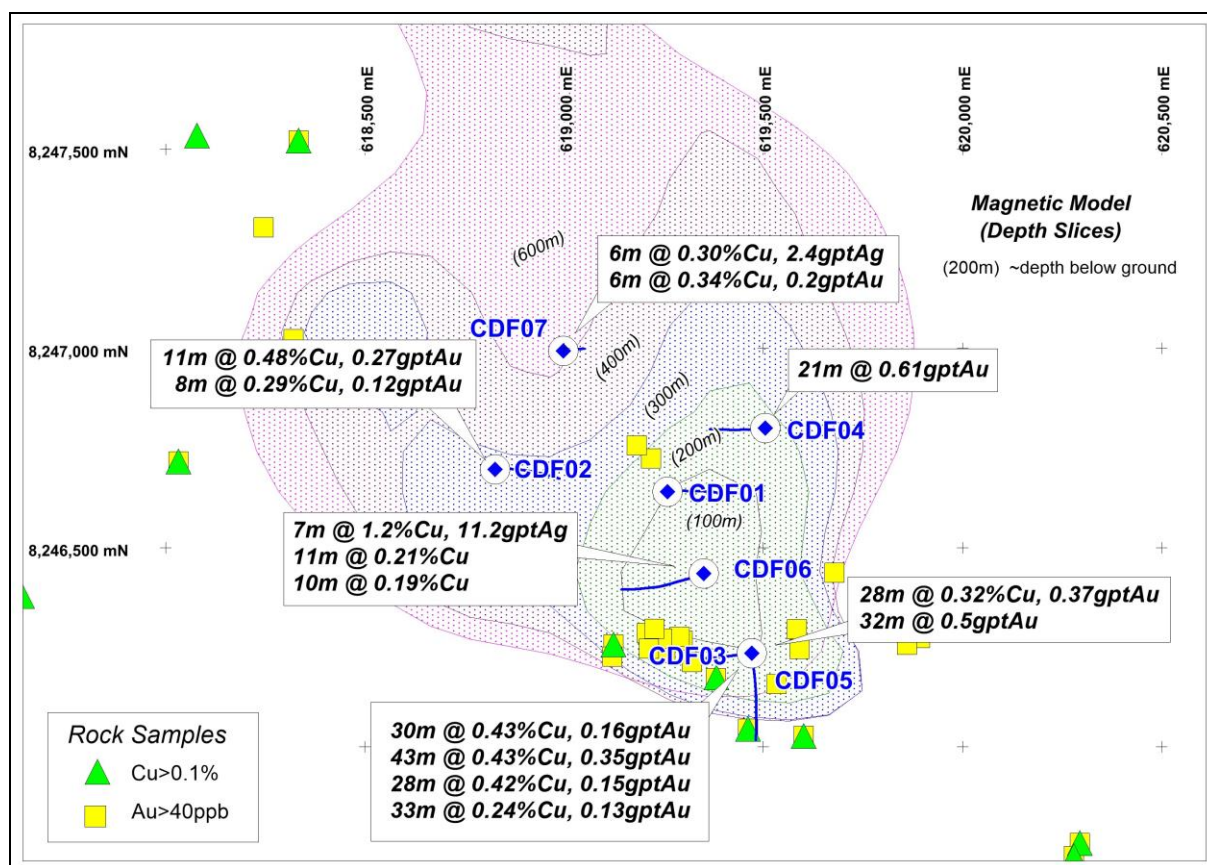 618,500 mE
619,000 mE
619,500 mE
620,000 mE
620,500 mE
8,247,500 mN
Magnetic Model
(Depth Slices)
(200m) ~depth below ground
(600m)
6m @ 0.30%Cu, 2.4gptAg
6m @ 0.34%Cu, 0.2gptAu
CDF07
8,247,000 mN
(400m)
11m @ 0.48%Cu, 0.27gptAu
8m @ 0.29%Cu, 0.12gptAu
21m @ 0.61gptAu
(300m)
CDF04
(200m)
CDF02
CDF01
(100m)
8,246,500 mN
7m @ 1.2%Cu, 11.2gptAg
11m @ 0.21%Cu
10m @ 0.19%Cu
CDF06
28m @ 0.32%Cu, 0.37gptAu
32m @ 0.5gptAu
CDF03
CDF05
30m @ 0.43%Cu, 0.16gptAu
43m @ 0.43%Cu, 0.35gptAu
28m @ 0.42%Cu, 0.15gptAu
33m @ 0.24%Cu, 0.13gptAu
Rock Samples
Cu>0.1%
Au>40ppb